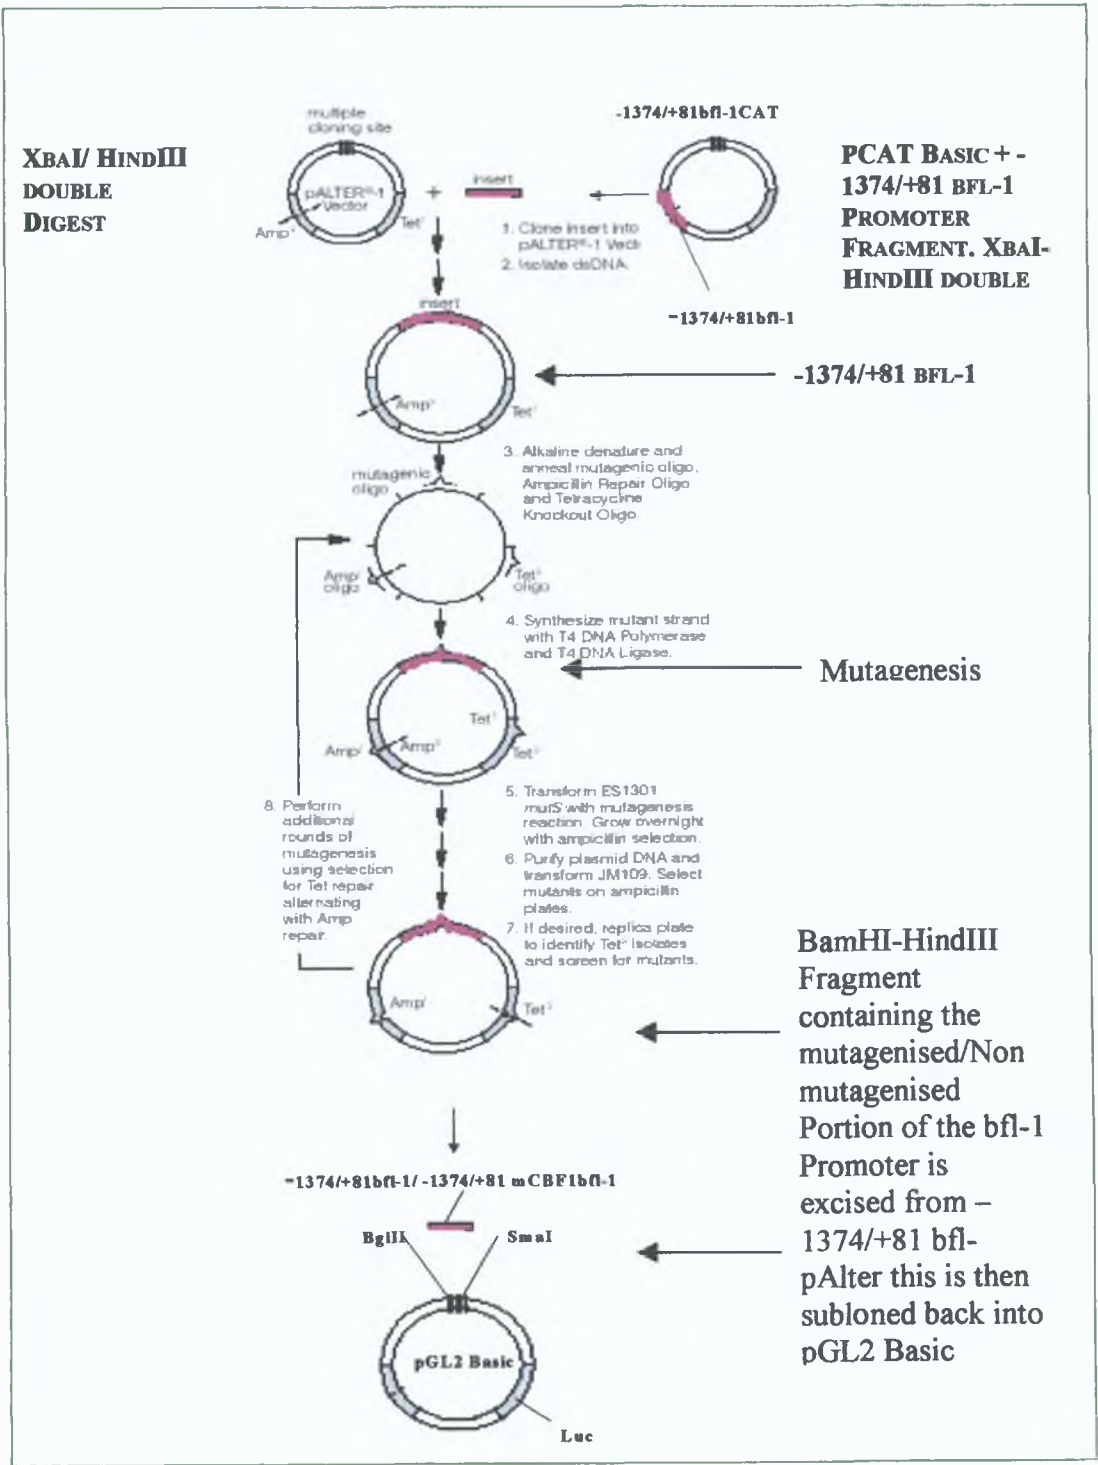 multiple
cloning site
pALTER®-1
Vector
Amp
Tet
XBAI/ HINDIII
DOUBLE
DIGEST
+
insert
-1374/+81bfl-1CAT
PCAT BASIC + -
1374/+81 BFL-1
PROMOTER
FRAGMENT. XBAI-
HINDIII DOUBLE
1. Clone insert into
pALTER®-1 Vect
2. Isolate dsDNA.
-1374/+81bfl-1
insert
Amp
Tet
-1374/+81 BFL-1
3. Alkaline denature and
anneal mutagenic oligo,
Ampicillin Repair Oligo
and Tetracycline
Knockout Oligo.
mutagenic
oligo
Amp
oligo
Tet
oligo
4. Synthesize mutant strand
with T4 DNA Polymerase
and T4 DNA Ligase.
Mutagenesis
Tet
Amp
Amp
Tet
5. Transform ES1301
mutS with mutagenesis
reaction. Grow overnight
with ampicillin selection.
6. Purify plasmid DNA and
transform JM109. Select
mutants on ampicillin
plates.
7. If desired, replica plate
to identify Tet isolates
and screen for mutants.
8. Perform
additional
rounds of
mutagenesis
using selection
for Tet repair
alternating
with Amp
repair.
Amp
Tet
BamHI-HindIII
Fragment
containing the
mutagenised/Non
mutagenised
Portion of the bfl-1
Promoter is
excised from –
1374/+81 bfl-
pAlter this is then
subloned back into
pGL2 Basic
-1374/+81bfl-1/ -1374/+81 mCBF1bfl-1
BglII
SmaI
pGL2 Basic
Luc